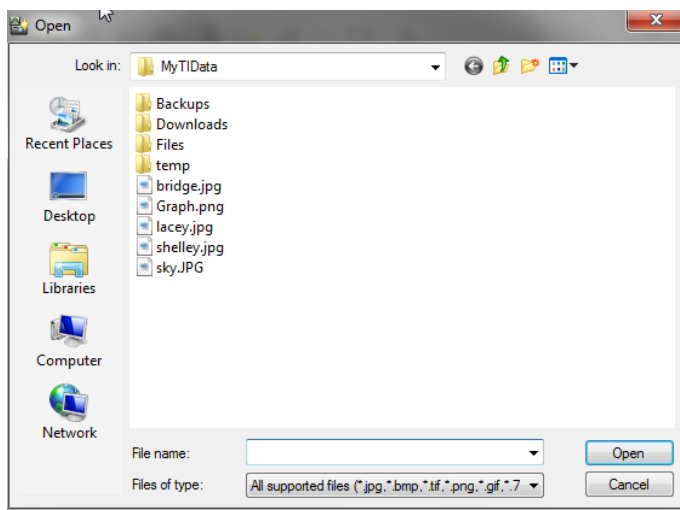 Open
Look in: MyTIData
Recent Places
Desktop
Libraries
Computer
Network
Backups
Downloads
Files
temp
bridge.jpg
Graph.png
lacey.jpg
shelley.jpg
sky.JPG
File name: Open
Files of type: All supported files (*.jpg,*.bmp,*.tif,*.png,*.gif,*.7 Cancel